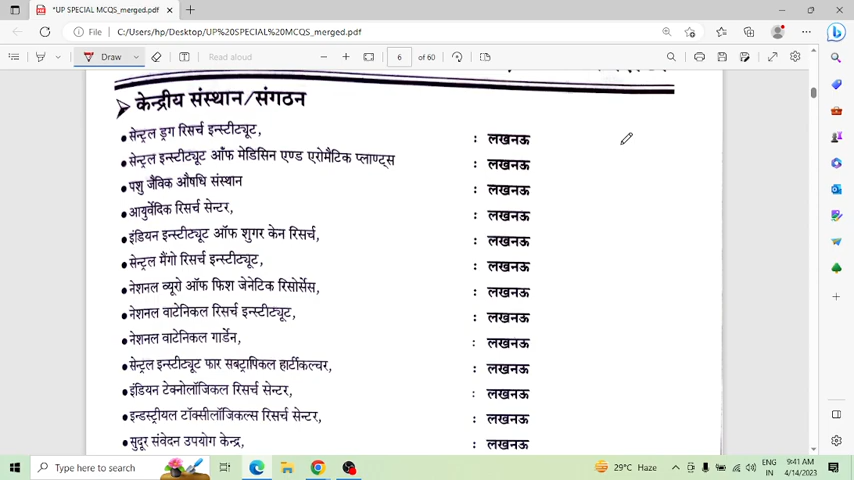 *UP SPECIAL MCQS_merged.pdf
File C:/Users/hp/Desktop/UP%20SPECIAL%20MCQS_merged.pdf
Draw Read aloud 6 of 60
केन्द्रीय संस्थान/संगठन
•सेन्ट्रल ड्रग रिसर्च इन्स्टीट्यूट, : लखनऊ
•सेन्ट्रल इन्स्टीट्यूट ऑफ मेडिसिन एण्ड एरोमैटिक प्लाण्ट्स : लखनऊ
•पशु जैविक औषधि संस्थान : लखनऊ
•आयुर्वेदिक रिसर्च सेन्टर, : लखनऊ
•इंडियन इन्स्टीट्यूट ऑफ शुगर केन रिसर्च, : लखनऊ
•सेन्ट्रल मैंगो रिसर्च इन्स्टीट्यूट, : लखनऊ
•नेशनल व्यूरो ऑफ फिश जेनेटिक रिसोर्सेस, : लखनऊ
•नेशनल वाटेनिकल रिसर्च इन्स्टीट्यूट, : लखनऊ
•नेशनल वाटेनिकल गार्डेन, : लखनऊ
•सेन्ट्रल इन्स्टीट्यूट फार सबट्रापिकल हार्टीकल्चर, : लखनऊ
•इंडियन टेक्नोलॉजिकल रिसर्च सेन्टर, : लखनऊ
•इन्डस्ट्रीयल टॉक्सीलॉजिकल्स रिसर्च सेन्टर, : लखनऊ
•सुदूर संवेदन उपयोग केन्द्र, : लखनऊ
Type here to search 29°C Haze ENG 9:41 AM
IN 4/14/2023